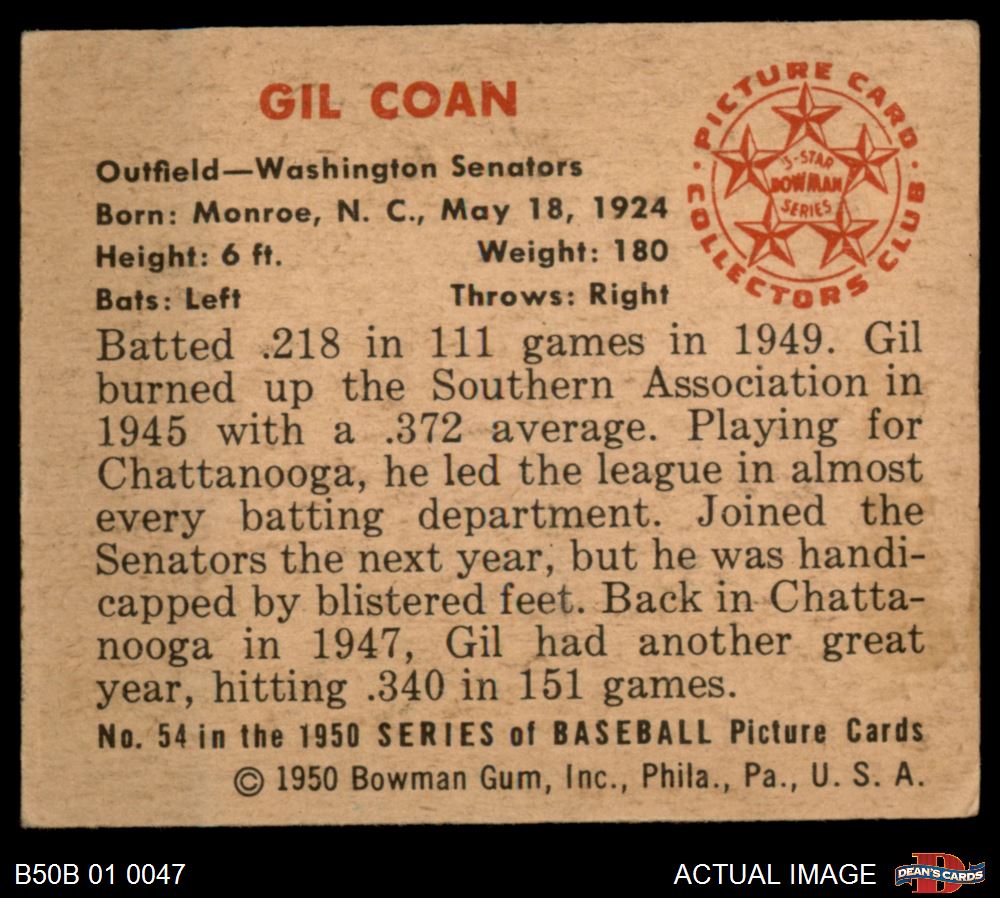 GIL COAN
Outfield—Washington Senators
Born: Monroe, N. C., May 18, 1924
Height: 6 ft. Weight: 180
Bats: Left Throws: Right
PICTURE CARD
COLLECTORS CLUB
5-STAR
BOWMAN
SERIES
Batted .218 in 111 games in 1949. Gil
burned up the Southern Association in
1945 with a .372 average. Playing for
Chattanooga, he led the league in almost
every batting department. Joined the
Senators the next year, but he was handi-
capped by blistered feet. Back in Chatta-
nooga in 1947, Gil had another great
year, hitting .340 in 151 games.
No. 54 in the 1950 SERIES of BASEBALL Picture Cards
© 1950 Bowman Gum, Inc., Phila., Pa., U. S. A.
B50B 01 0047
ACTUAL IMAGE
D
DEAN'S CARDS